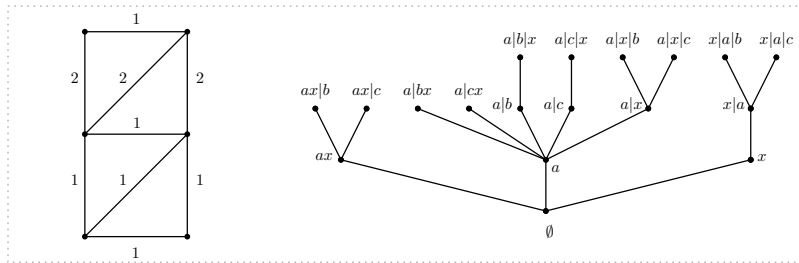 1
2 2 2
1
1 1 1
1
a|b|x a|c|x a|x|b a|x|c x|a|b x|a|c
ax|b ax|c a|bx a|cx a|b a|c a|x x|a
ax a x
∅